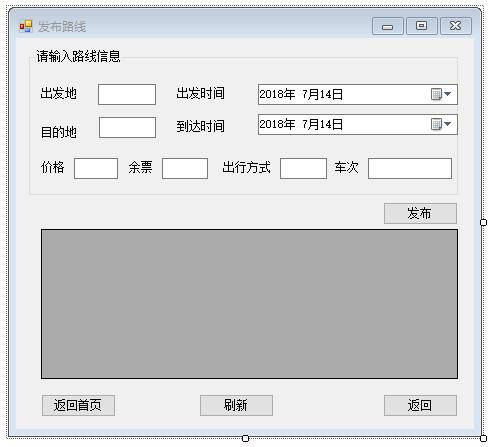 发布路线
请输入路线信息
出发地 出发时间 2018年 7月14日
目的地 到达时间 2018年 7月14日
价格 余票 出行方式 车次
发布
返回首页 刷新 返回